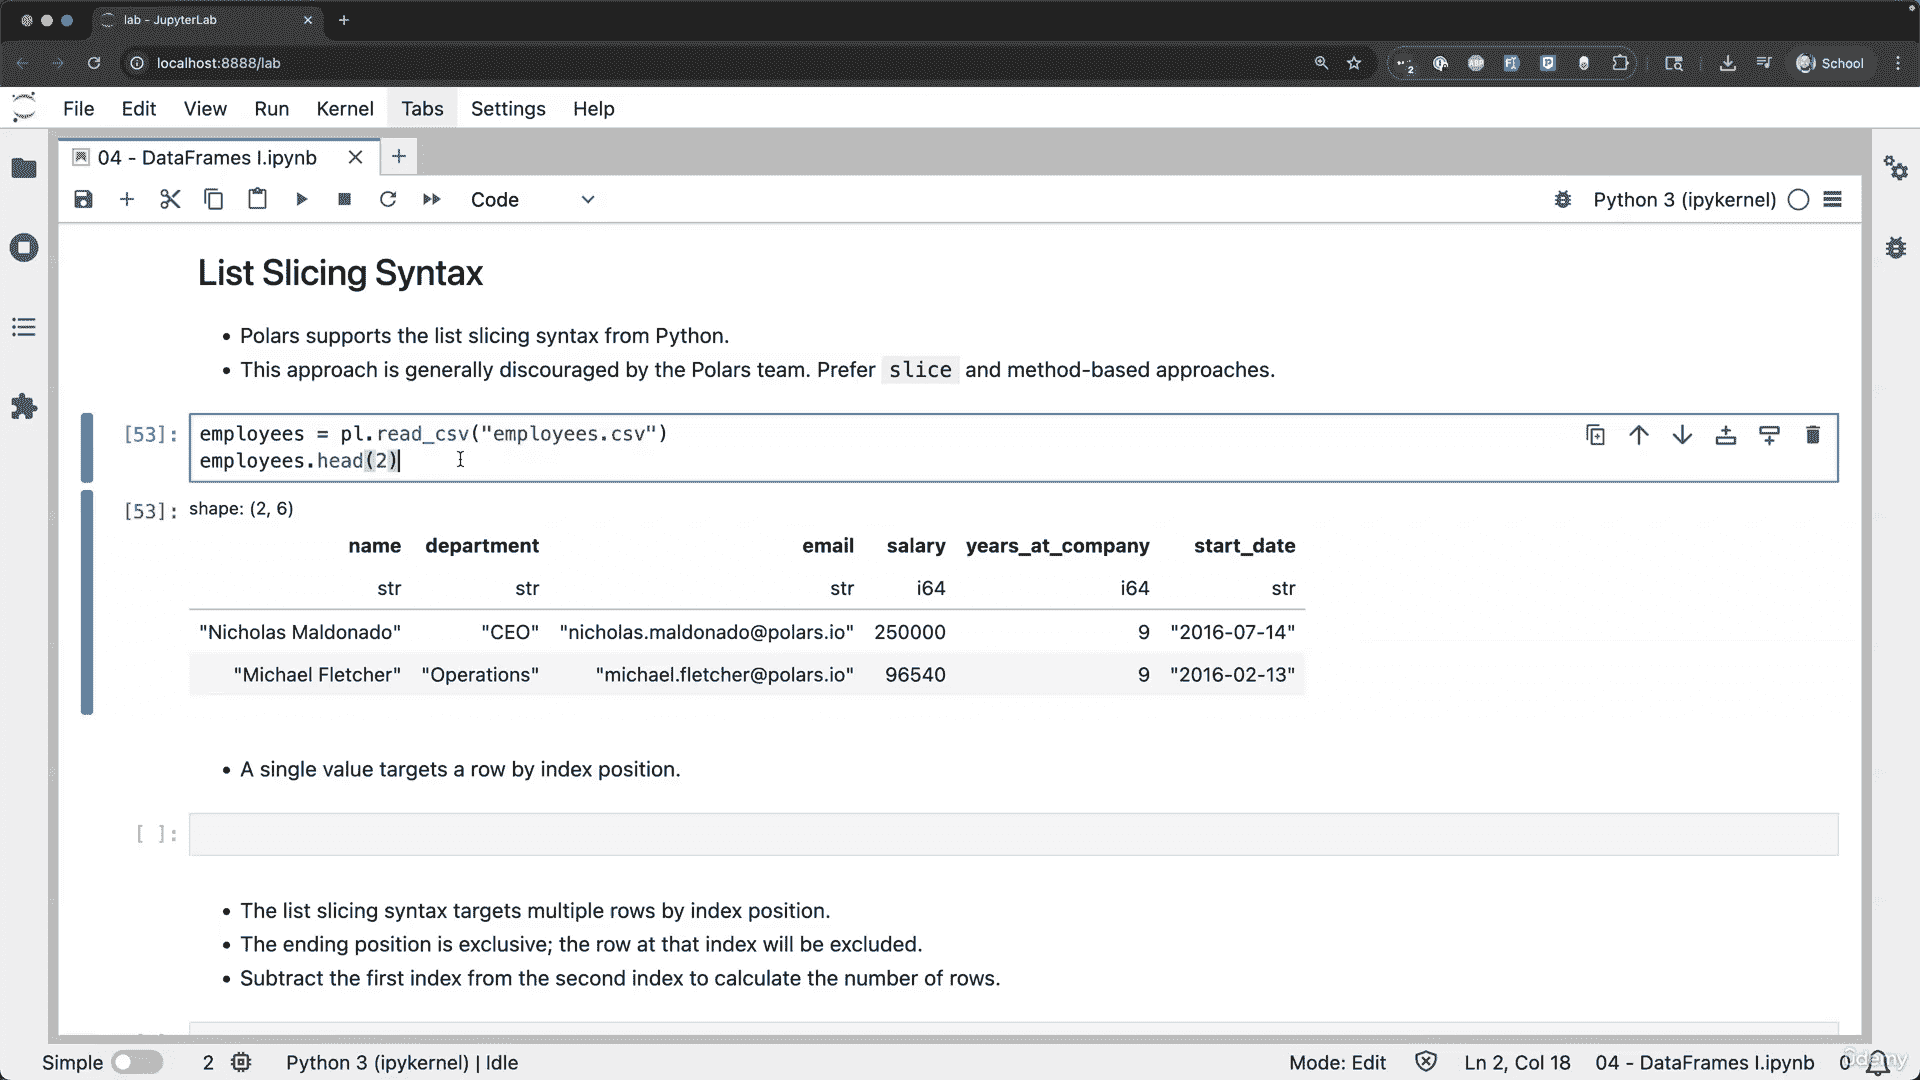 lab - JupyterLab
localhost:8888/lab
2
ABP
School
File Edit View Run Kernel Tabs Settings Help
04 - DataFrames I.ipynb
Code
Python 3 (ipykernel)
List Slicing Syntax
• Polars supports the list slicing syntax from Python.
• This approach is generally discouraged by the Polars team. Prefer slice and method-based approaches.
[53]: employees = pl.read_csv("employees.csv")
employees.head(2)
[53]: shape: (2, 6)
name department email salary years_at_company start_date
str str str i64 i64 str
"Nicholas Maldonado" "CEO" "nicholas.maldonado@polars.io" 250000 9 "2016-07-14"
"Michael Fletcher" "Operations" "michael.fletcher@polars.io" 96540 9 "2016-02-13"
• A single value targets a row by index position.
[ ]:
• The list slicing syntax targets multiple rows by index position.
• The ending position is exclusive; the row at that index will be excluded.
• Subtract the first index from the second index to calculate the number of rows.
Simple 2 Python 3 (ipykernel) | Idle Mode: Edit Ln 2, Col 18 04 - DataFrames I.ipynb 0
udemy